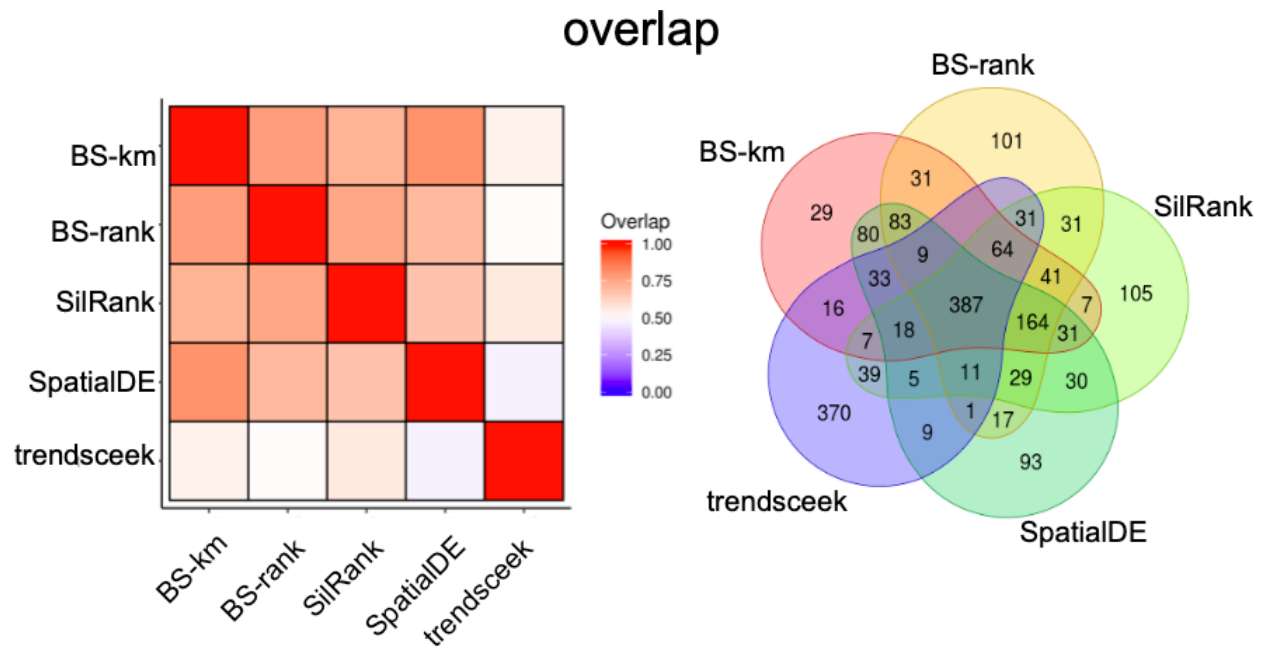 overlap
BS-km
BS-rank
SilRank
SpatialDE
trendsceek
BS-km
BS-rank
SilRank
SpatialDE
trendsceek
Overlap
1.00
0.75
0.50
0.25
0.00
BS-rank
BS-km
SilRank
SpatialDE
trendsceek
101
31
29
83
80
31
31
64
9
33
41
7
105
16
387
164
31
18
7
39
5
11
29
30
370
1
17
9
93